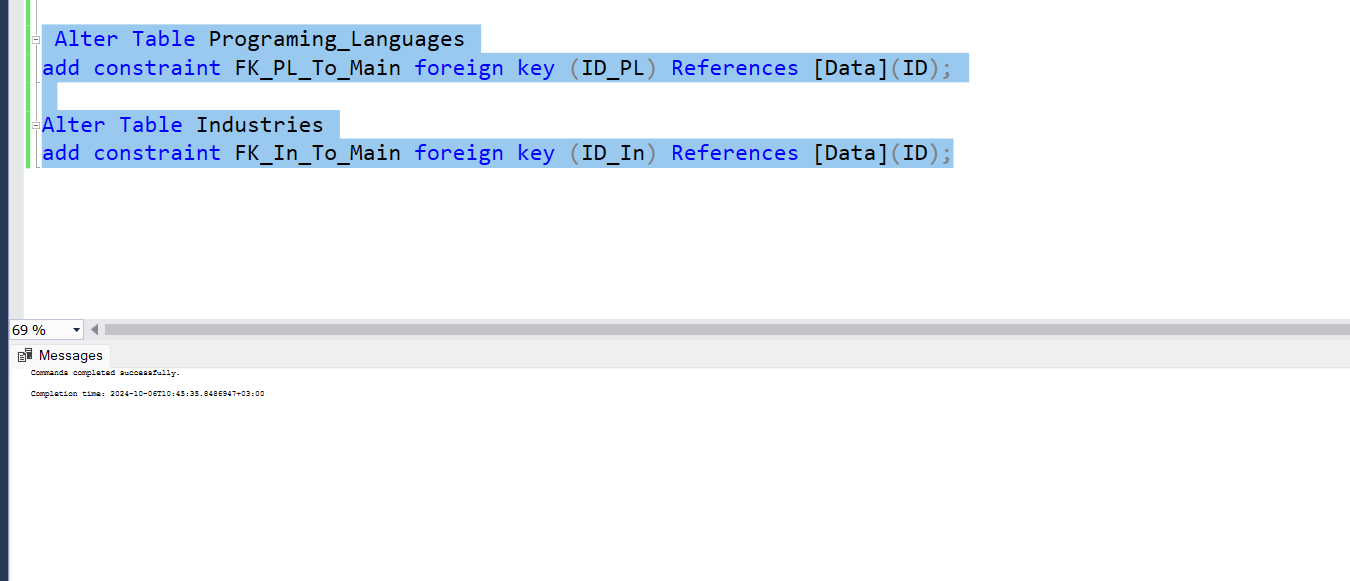 Alter Table Programing_Languages
add constraint FK_PL_To_Main foreign key (ID_PL) References [Data](ID);
Alter Table Industries
add constraint FK_In_To_Main foreign key (ID_In) References [Data](ID);
69 %
Messages
Commands completed successfully.
Completion time: 2024-10-06T10:45:35.8486947+03:00